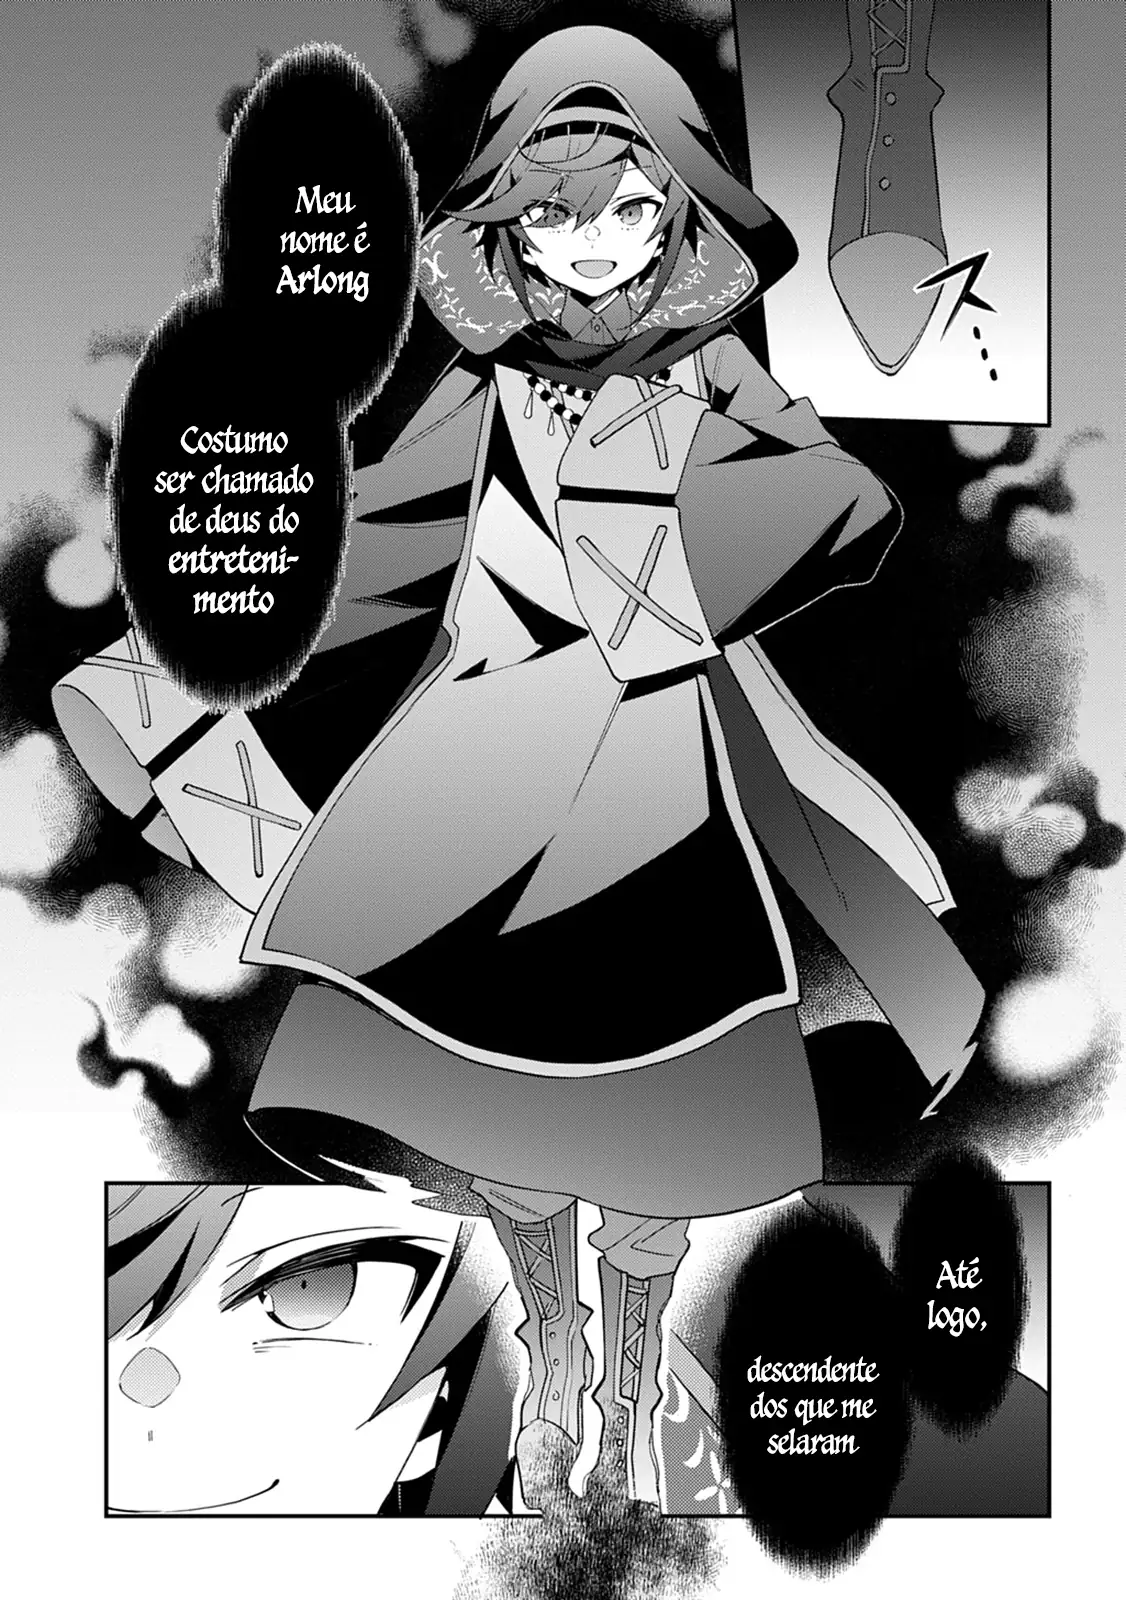 ス…
Meu
nome é
Arlong
Costumo
ser chamado
de deus do
entreteni-
mento
Até
logo,
descendente
dos que me
selaram